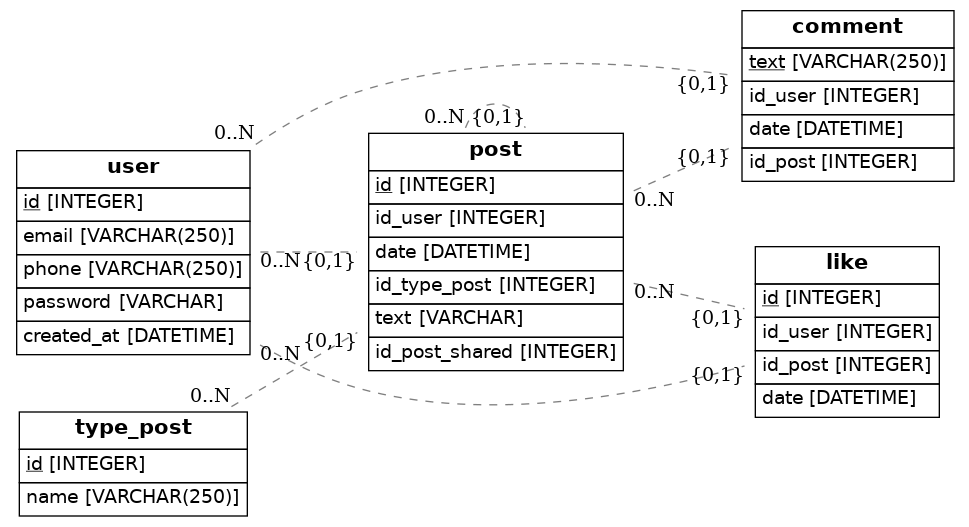 comment
text [VARCHAR(250)]
id_user [INTEGER]
date [DATETIME]
id_post [INTEGER]
{0,1}
{0,1}
0..N
0..N
0..N {0,1}
user
id [INTEGER]
email [VARCHAR(250)]
phone [VARCHAR(250)]
password [VARCHAR]
created_at [DATETIME]
0..N {0,1}
0..N
{0,1}
0..N
post
id [INTEGER]
id_user [INTEGER]
date [DATETIME]
id_type_post [INTEGER]
text [VARCHAR]
id_post_shared [INTEGER]
0..N
{0,1}
{0,1}
like
id [INTEGER]
id_user [INTEGER]
id_post [INTEGER]
date [DATETIME]
type_post
id [INTEGER]
name [VARCHAR(250)]